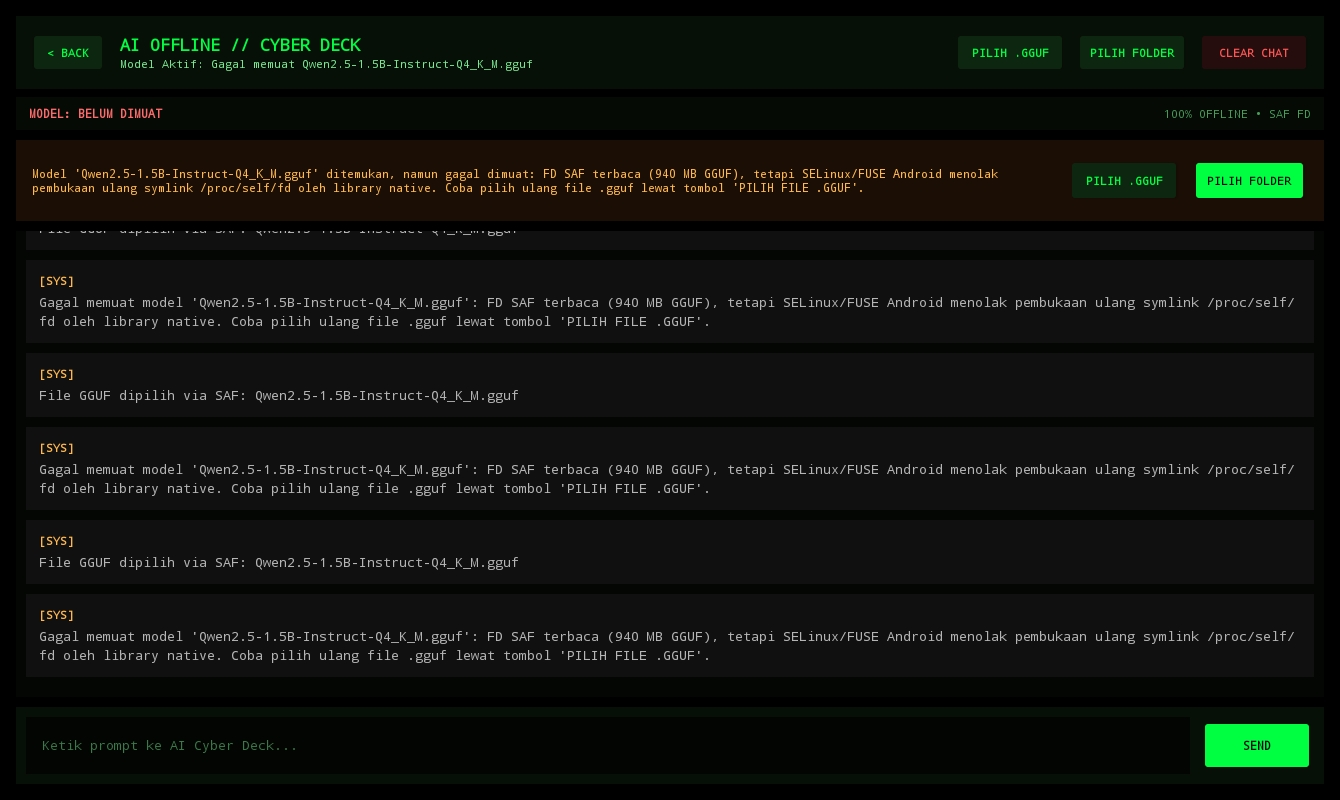 < BACK
AI OFFLINE // CYBER DECK
Model Aktif: Gagal memuat Qwen2.5-1.5B-Instruct-Q4_K_M.gguf
PILIH .GGUF
PILIH FOLDER
CLEAR CHAT
MODEL: BELUM DIMUAT
100% OFFLINE • SAF FD
Model 'Qwen2.5-1.5B-Instruct-Q4_K_M.gguf' ditemukan, namun gagal dimuat: FD SAF terbaca (940 MB GGUF), tetapi SELinux/FUSE Android menolak
pembukaan ulang symlink /proc/self/fd oleh library native. Coba pilih ulang file .gguf lewat tombol 'PILIH FILE .GGUF'.
PILIH .GGUF
PILIH FOLDER
File GGUF dipilih via SAF: Qwen2.5-1.5B-Instruct-Q4_K_M.gguf
[SYS]
Gagal memuat model 'Qwen2.5-1.5B-Instruct-Q4_K_M.gguf': FD SAF terbaca (940 MB GGUF), tetapi SELinux/FUSE Android menolak pembukaan ulang symlink /proc/self/
fd oleh library native. Coba pilih ulang file .gguf lewat tombol 'PILIH FILE .GGUF'.
[SYS]
File GGUF dipilih via SAF: Qwen2.5-1.5B-Instruct-Q4_K_M.gguf
[SYS]
Gagal memuat model 'Qwen2.5-1.5B-Instruct-Q4_K_M.gguf': FD SAF terbaca (940 MB GGUF), tetapi SELinux/FUSE Android menolak pembukaan ulang symlink /proc/self/
fd oleh library native. Coba pilih ulang file .gguf lewat tombol 'PILIH FILE .GGUF'.
[SYS]
File GGUF dipilih via SAF: Qwen2.5-1.5B-Instruct-Q4_K_M.gguf
[SYS]
Gagal memuat model 'Qwen2.5-1.5B-Instruct-Q4_K_M.gguf': FD SAF terbaca (940 MB GGUF), tetapi SELinux/FUSE Android menolak pembukaan ulang symlink /proc/self/
fd oleh library native. Coba pilih ulang file .gguf lewat tombol 'PILIH FILE .GGUF'.
Ketik prompt ke AI Cyber Deck...
SEND